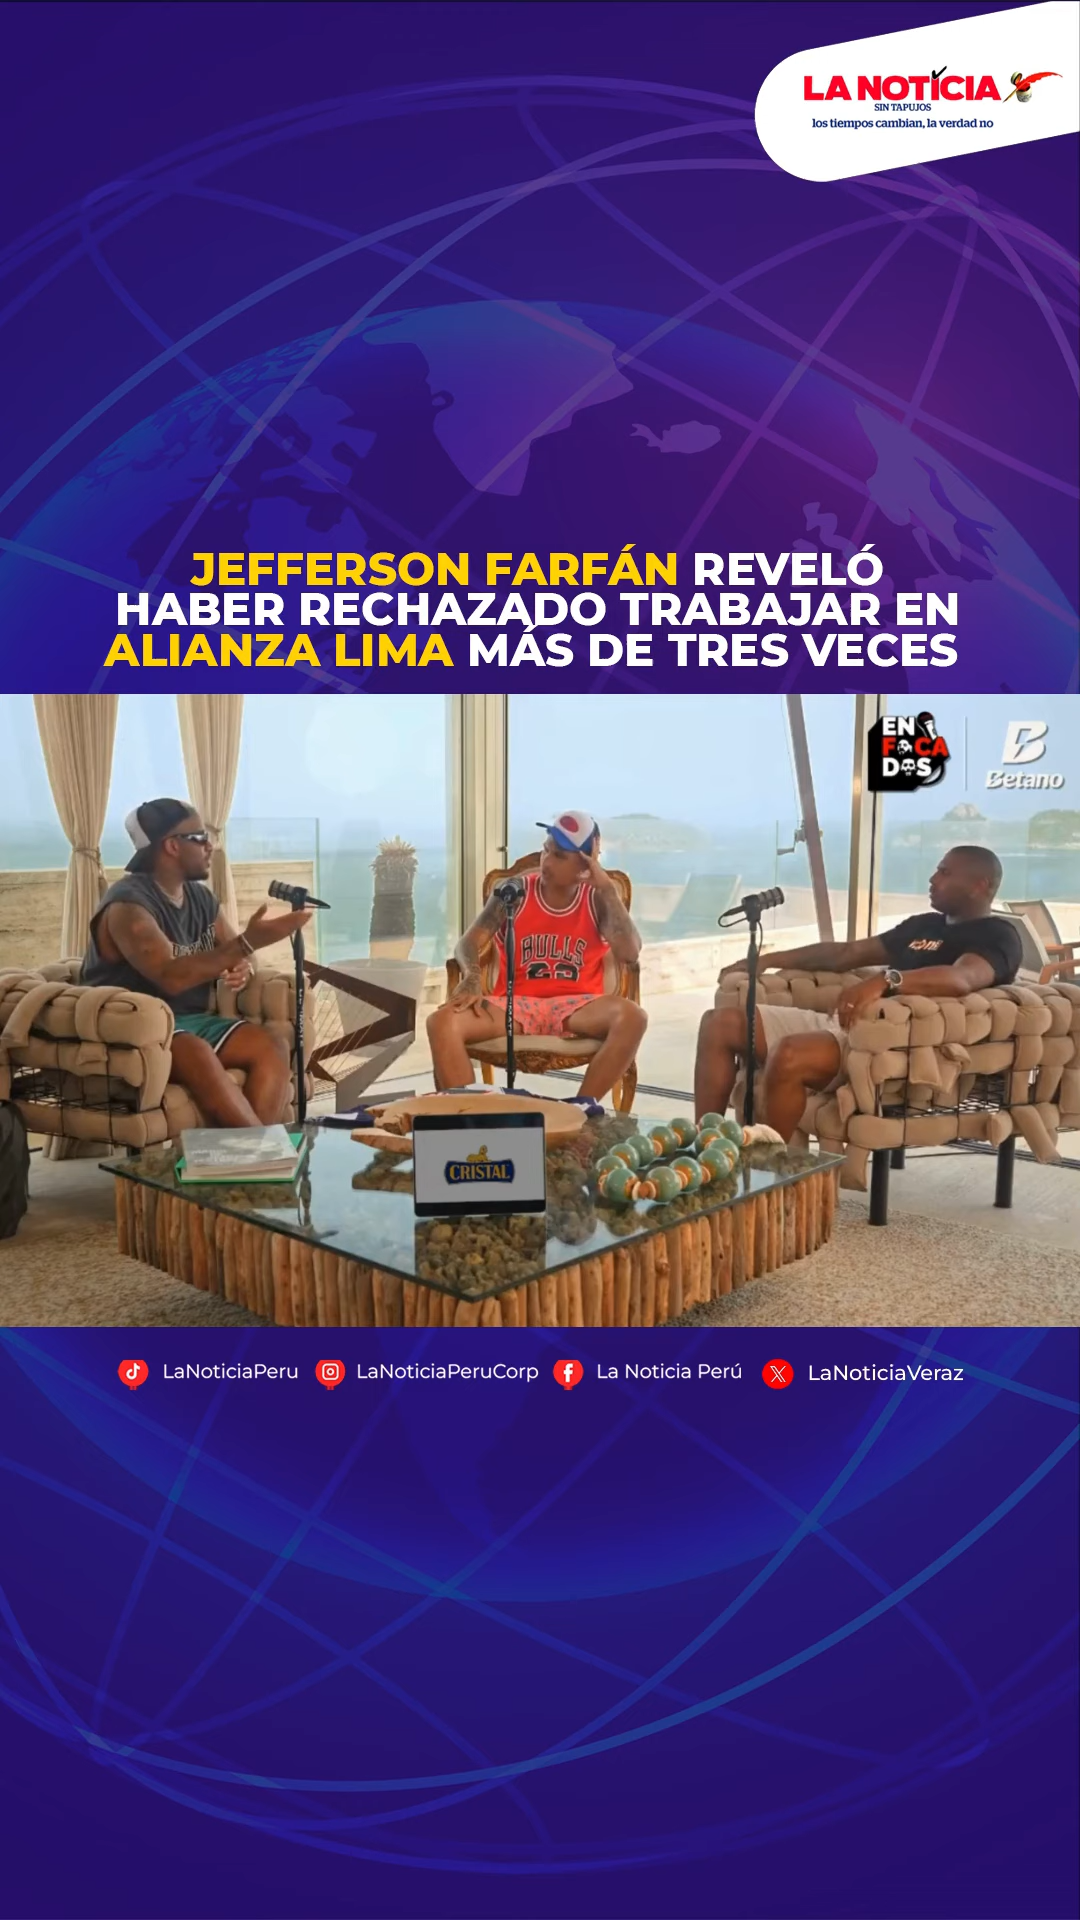 LA NOTICIA
SIN TAPUJOS
los tiempos cambian, la verdad no
JEFFERSON FARFÁN REVELÓ
HABER RECHAZADO TRABAJAR EN
ALIANZA LIMA MÁS DE TRES VECES
EN
FOCA
DOS
Betano
BULLS
23
CRISTAL
LaNoticiaPeru
LaNoticiaPeruCorp
La Noticia Perú
LaNoticiaVeraz